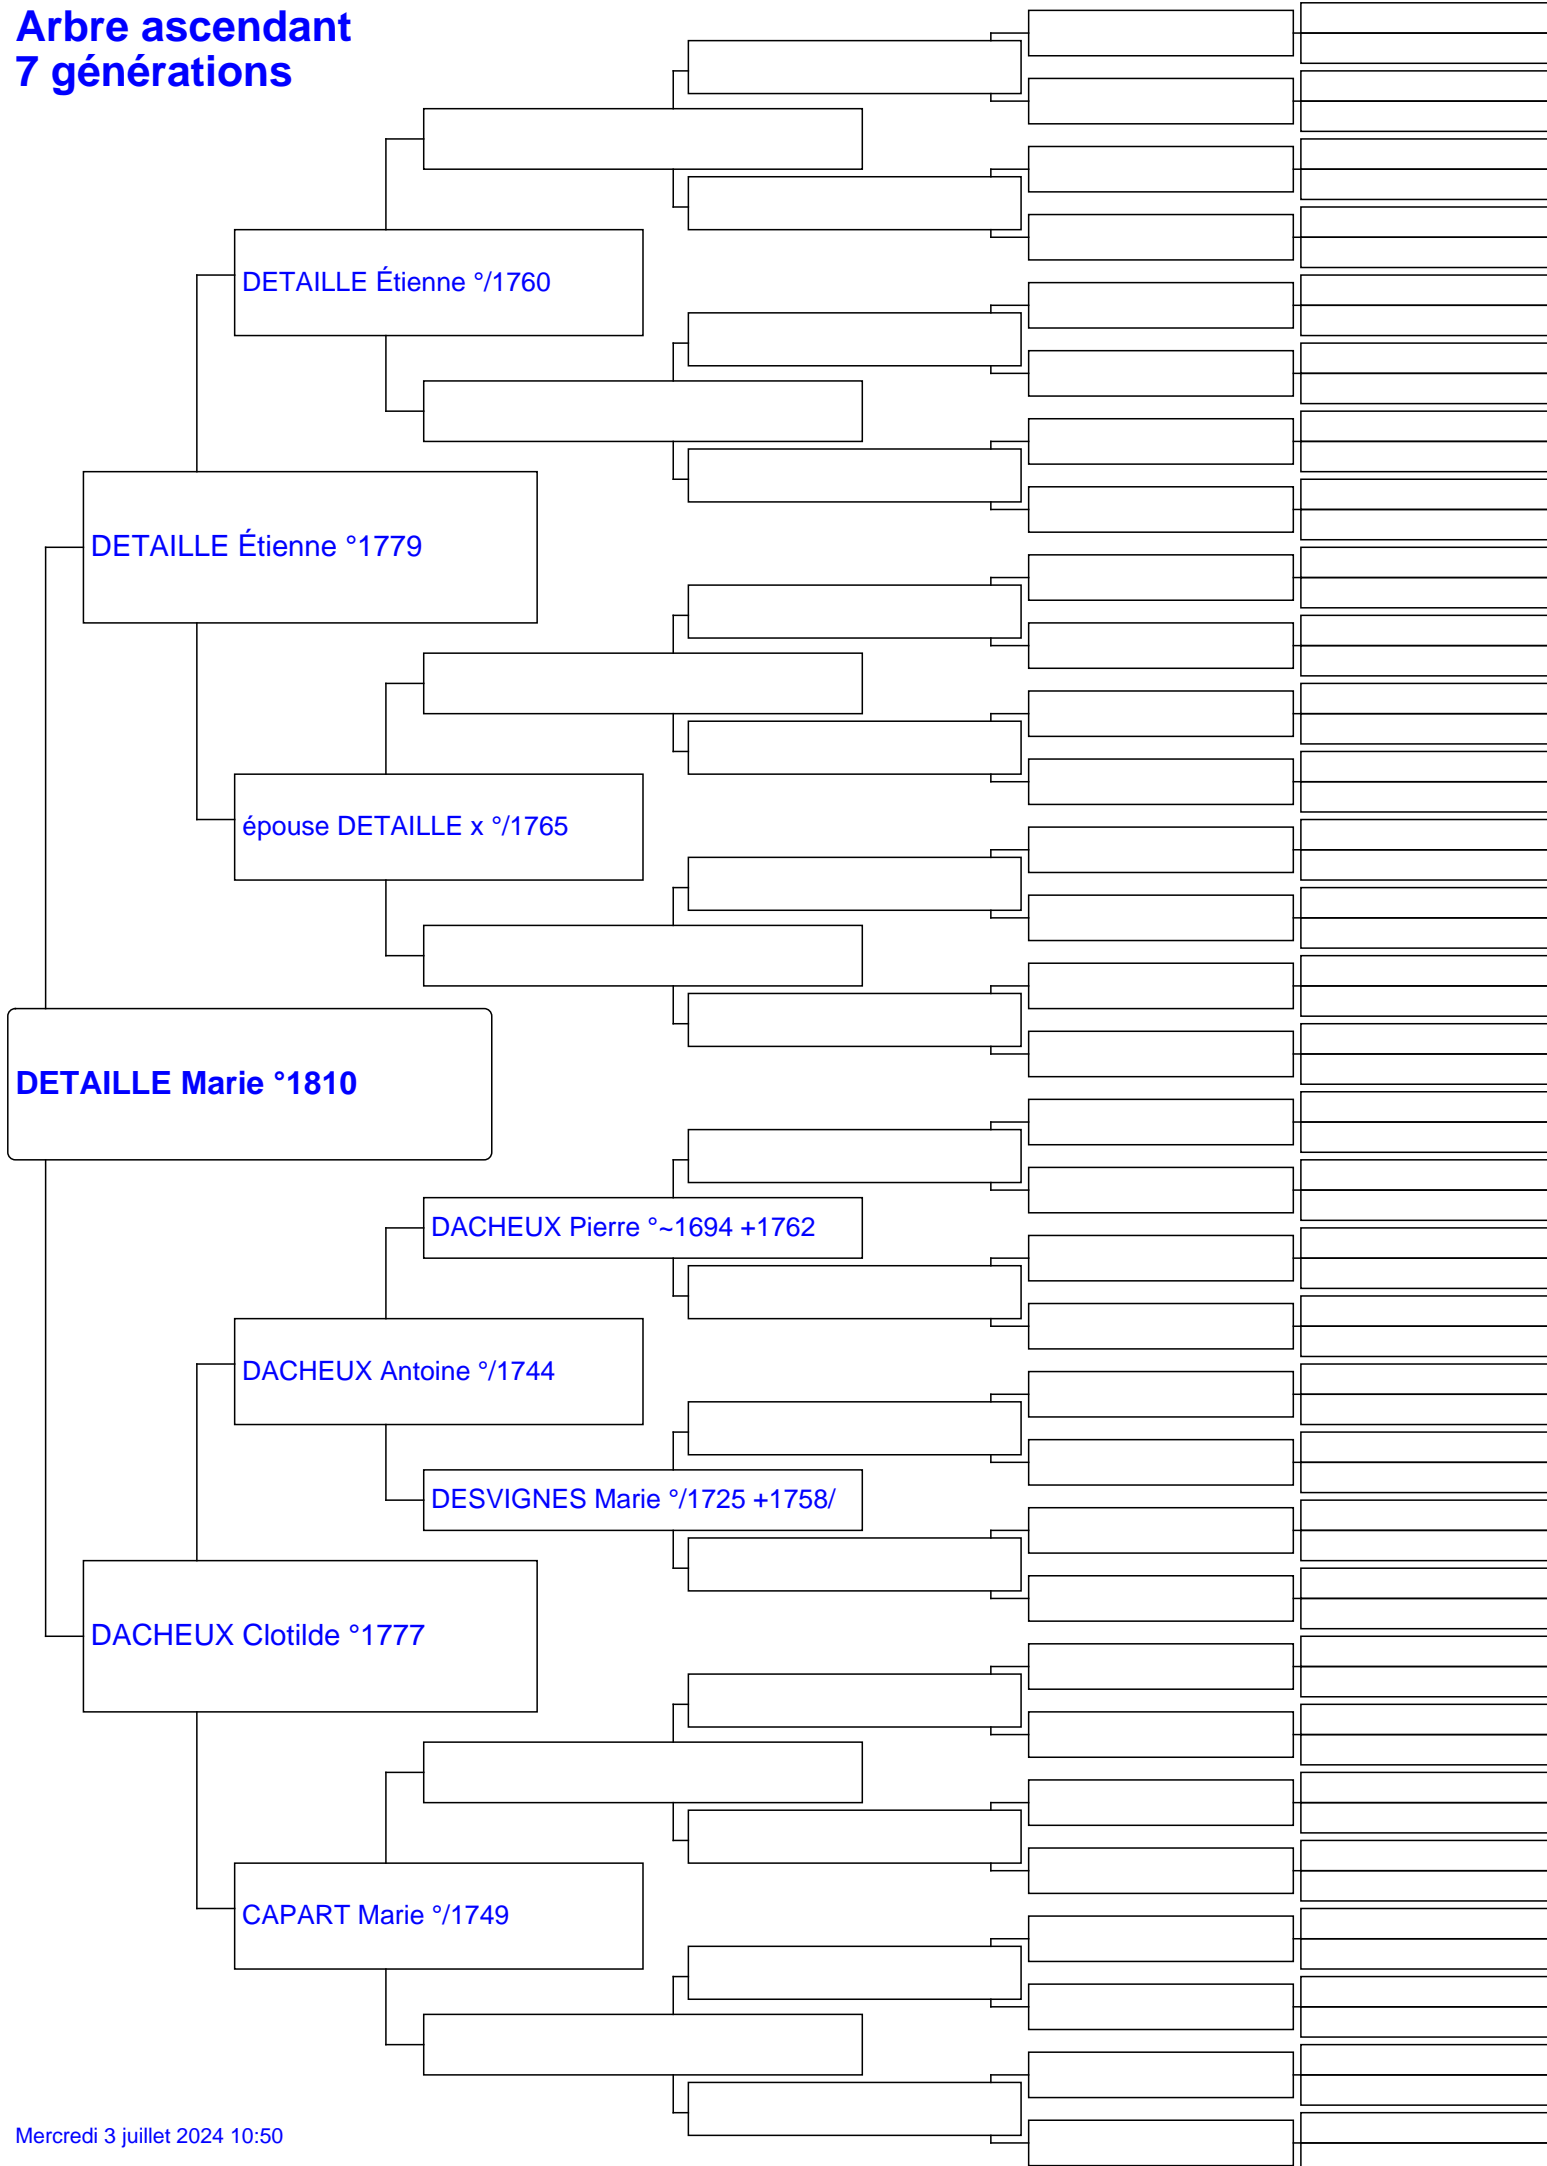 Arbre ascendant
7 générations
DETAILLE Étienne °/1760
DETAILLE Étienne °1779
épouse DETAILLE x °/1765
DETAILLE Marie °1810
DACHEUX Pierre °~1694 +1762
DACHEUX Antoine °/1744
DESVIGNES Marie °/1725 +1758/
DACHEUX Clotilde °1777
CAPART Marie °/1749
Mercredi 3 juillet 2024 10:50